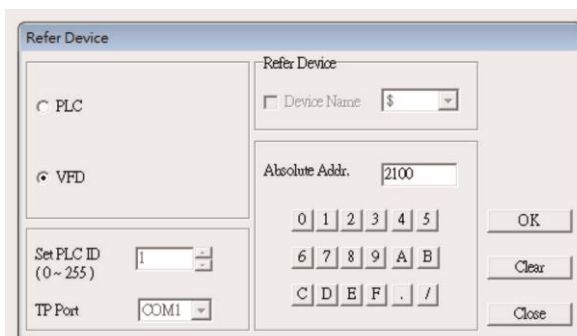 Refer Device
PLC
VFD
Set PLC ID
(0~255)
1
TP Port
COM1
Refer Device
Device Name
$
Absolute Addr.
2100
0 1 2 3 4 5
6 7 8 9 A B
C D E F . /
OK
Clear
Close